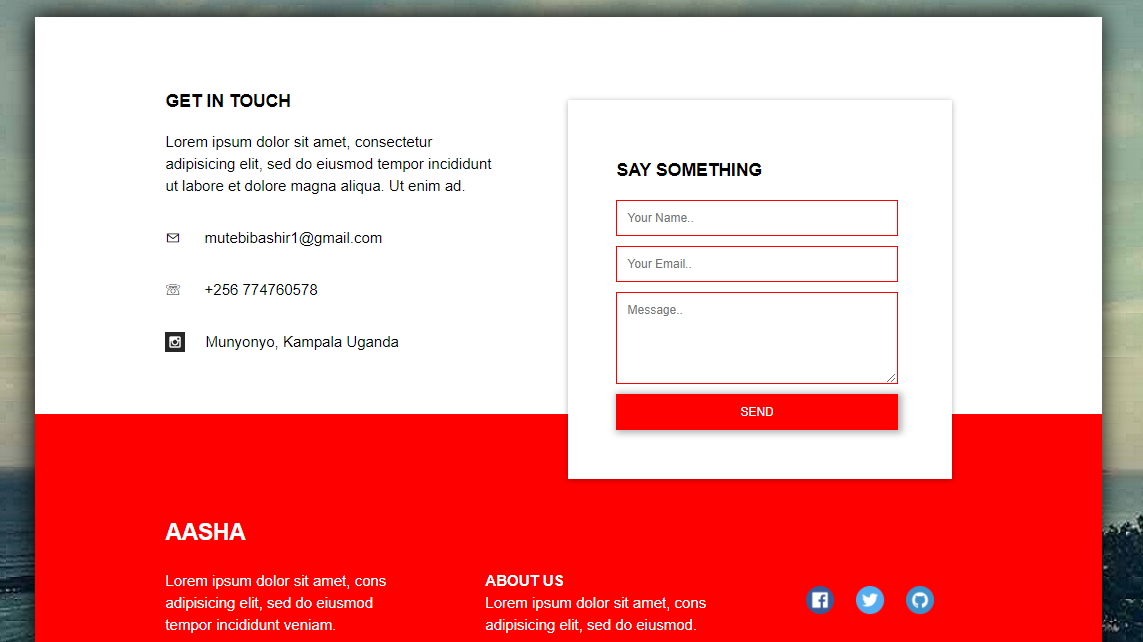 GET IN TOUCH
Lorem ipsum dolor sit amet, consectetur
adipisicing elit, sed do eiusmod tempor incididunt
ut labore et dolore magna aliqua. Ut enim ad.
mutebibashir1@gmail.com
+256 774760578
Munyonyo, Kampala Uganda
SAY SOMETHING
Your Name..
Your Email..
Message..
SEND
AASHA
Lorem ipsum dolor sit amet, cons
adipisicing elit, sed do eiusmod
tempor incididunt veniam.
ABOUT US
Lorem ipsum dolor sit amet, cons
adipisicing elit, sed do eiusmod.